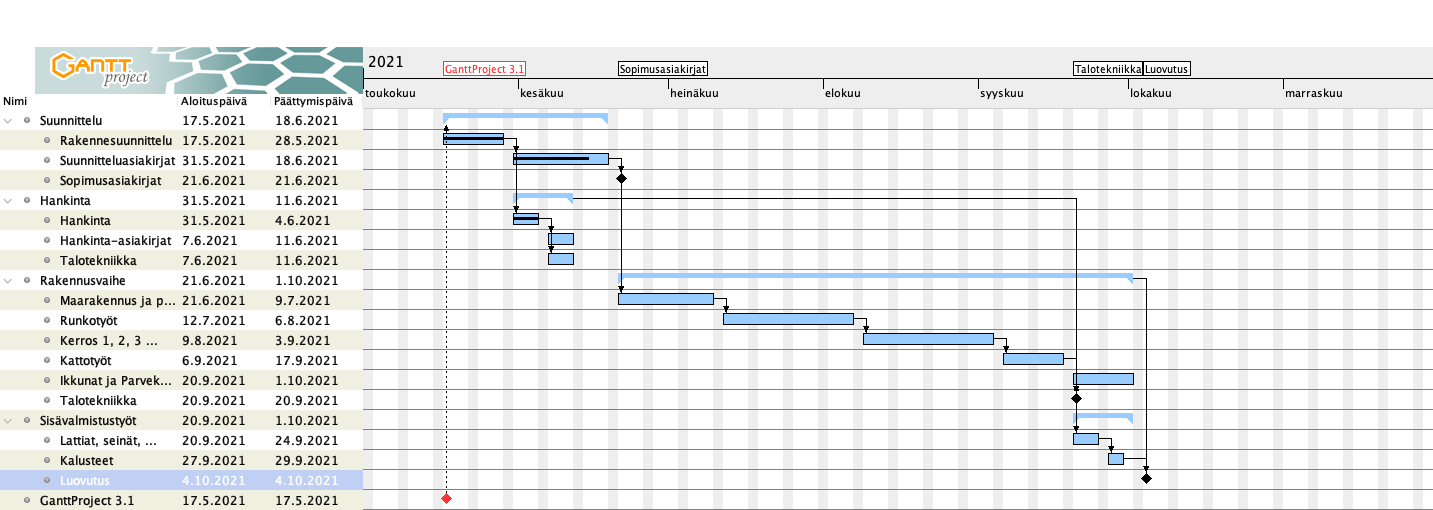 GANTT
project
2021
GanttProject 3.1
Sopimusasiakirjat
Talotekniikka
Luovutus
toukokuu
kesäkuu
heinäkuu
elokuu
syyskuu
lokakuu
marraskuu
Nimi Aloituspäivä Päättymispäivä
Suunnittelu 17.5.2021 18.6.2021
Rakennesuunnittelu 17.5.2021 28.5.2021
Suunnitteluasiakirjat 31.5.2021 18.6.2021
Sopimusasiakirjat 21.6.2021 21.6.2021
Hankinta 31.5.2021 11.6.2021
Hankinta 31.5.2021 4.6.2021
Hankinta-asiakirjat 7.6.2021 11.6.2021
Talotekniikka 7.6.2021 11.6.2021
Rakennusvaihe 21.6.2021 1.10.2021
Maarakennus ja p... 21.6.2021 9.7.2021
Runkotyöt 12.7.2021 6.8.2021
Kerros 1, 2, 3 ... 9.8.2021 3.9.2021
Kattotyöt 6.9.2021 17.9.2021
Ikkunat ja Parvek... 20.9.2021 1.10.2021
Talotekniikka 20.9.2021 20.9.2021
Sisävalmistustyöt 20.9.2021 1.10.2021
Lattiat, seinät, ... 20.9.2021 24.9.2021
Kalusteet 27.9.2021 29.9.2021
Luovutus 4.10.2021 4.10.2021
GanttProject 3.1 17.5.2021 17.5.2021